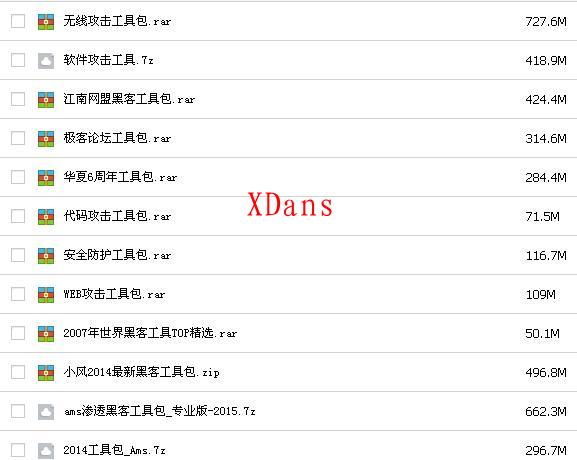 无线攻击工具包.rar 727.6M
软件攻击工具.7z 418.9M
江南网盟黑客工具包.rar 424.4M
极客论坛工具包.rar 314.6M
华夏6周年工具包.rar 284.4M
XDans
代码攻击工具包.rar 71.5M
安全防护工具包.rar 116.7M
WEB攻击工具包.rar 109M
2007年世界黑客工具TOP精选.rar 50.1M
小风2014最新黑客工具包.zip 496.8M
ams渗透黑客工具包_专业版-2015.7z 662.3M
2014工具包_Ams.7z 296.7M